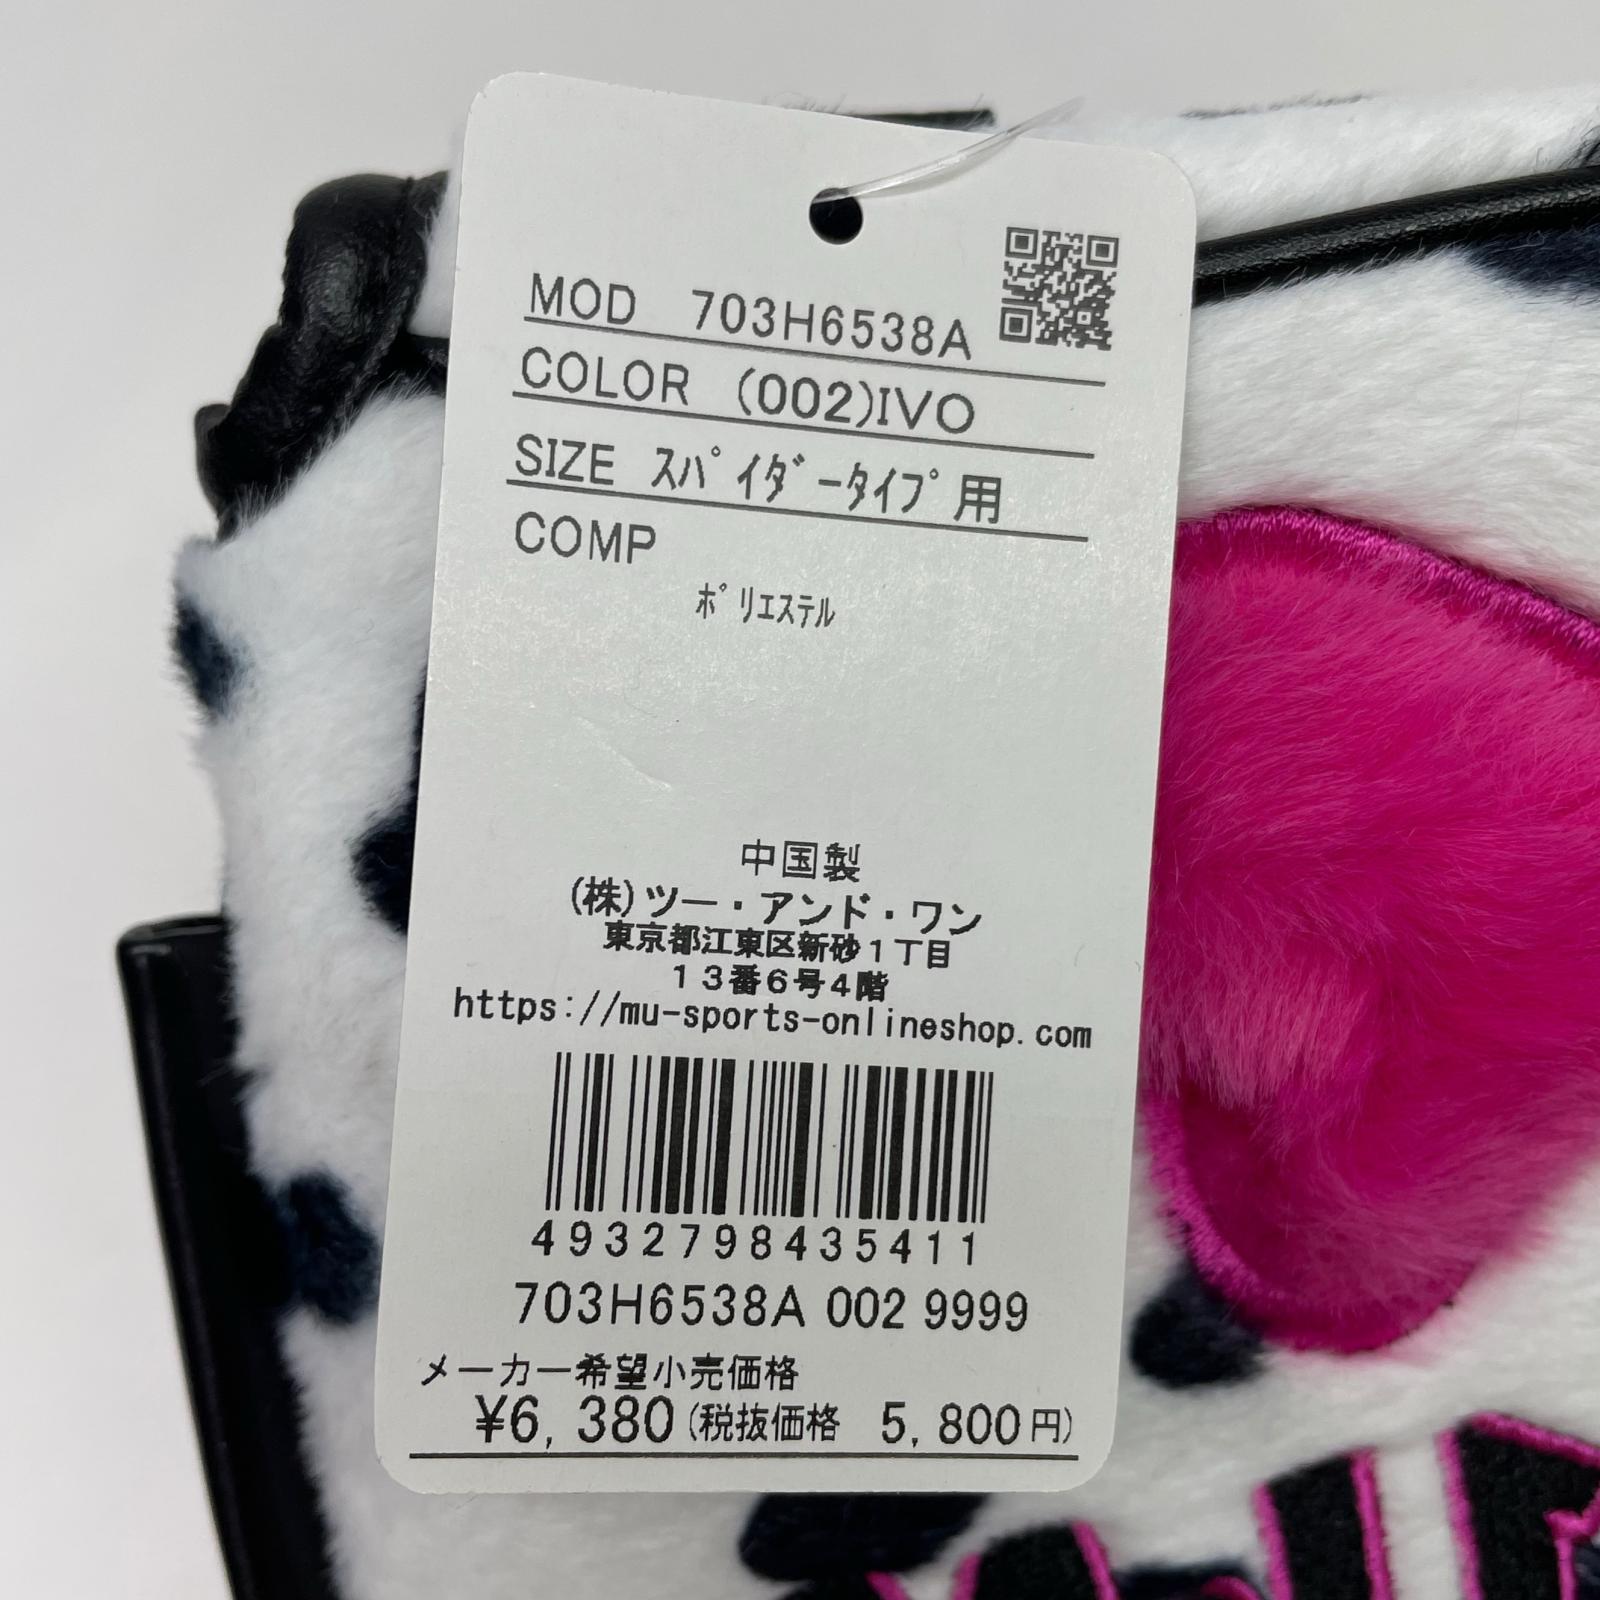 MOD 703H6538A
COLOR (002)IVO
SIZE ｽﾊﾟｲﾀﾞｰﾀｲﾌﾟ用
COMP
ﾎﾟﾘｴｽﾃﾙ
中国製
(株)ツー・アンド・ワン
東京都江東区新砂１丁目
１３番６号４階
https://mu-sports-onlineshop.com
4932798435411
703H6538A 002 9999
メーカー希望小売価格
¥6,380(税抜価格 5,800円)